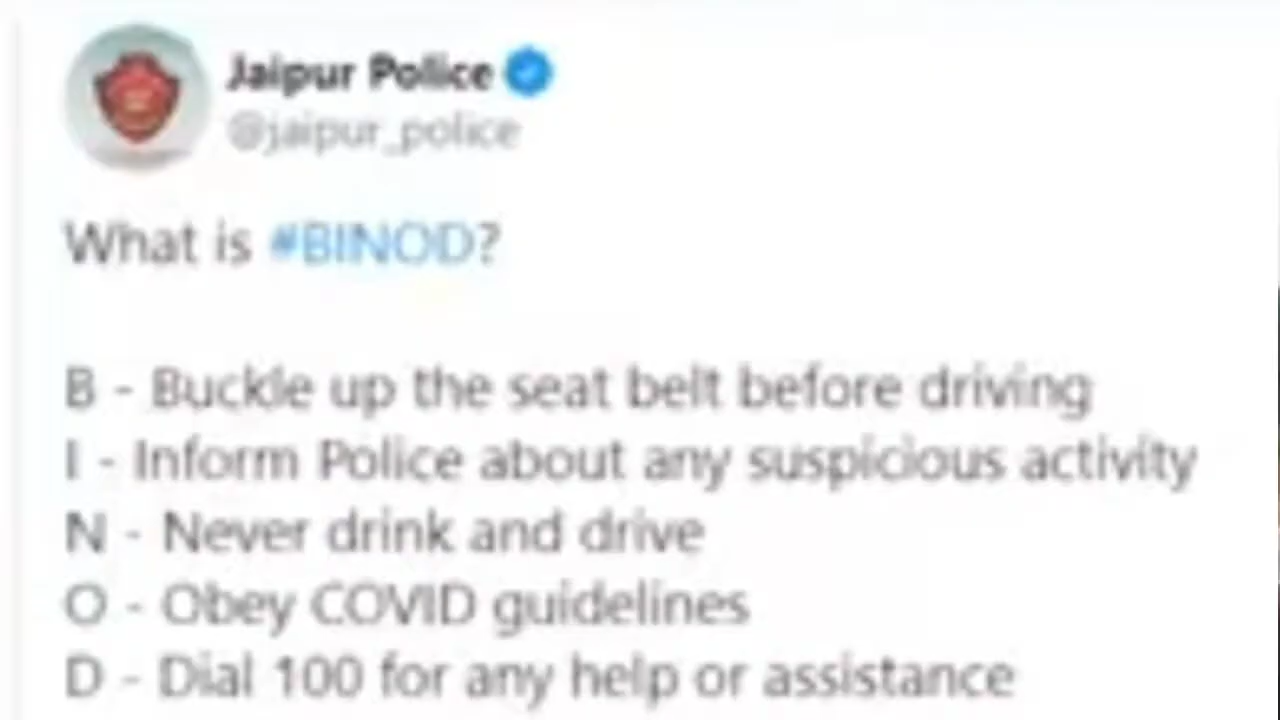 Jaipur Police
@jaipur_police
What is #BINOD?
B - Buckle up the seat belt before driving
I - Inform Police about any suspicious activity
N - Never drink and drive
O - Obey COVID guidelines
D - Dial 100 for any help or assistance